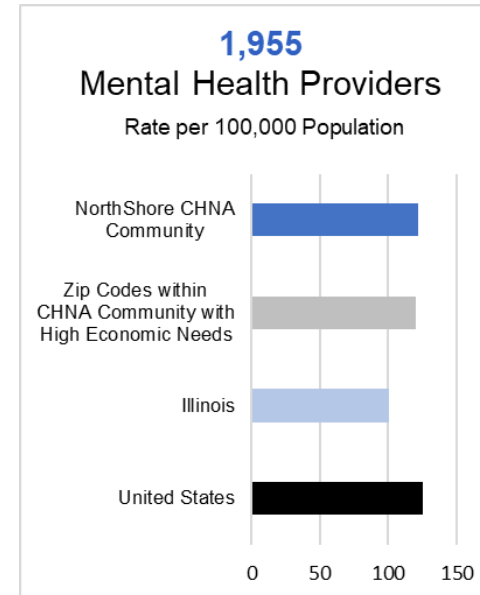 1,955
Mental Health Providers
Rate per 100,000 Population
NorthShore CHNA
Community
Zip Codes within
CHNA Community with
High Economic Needs
Illinois
United States
0 50 100 150